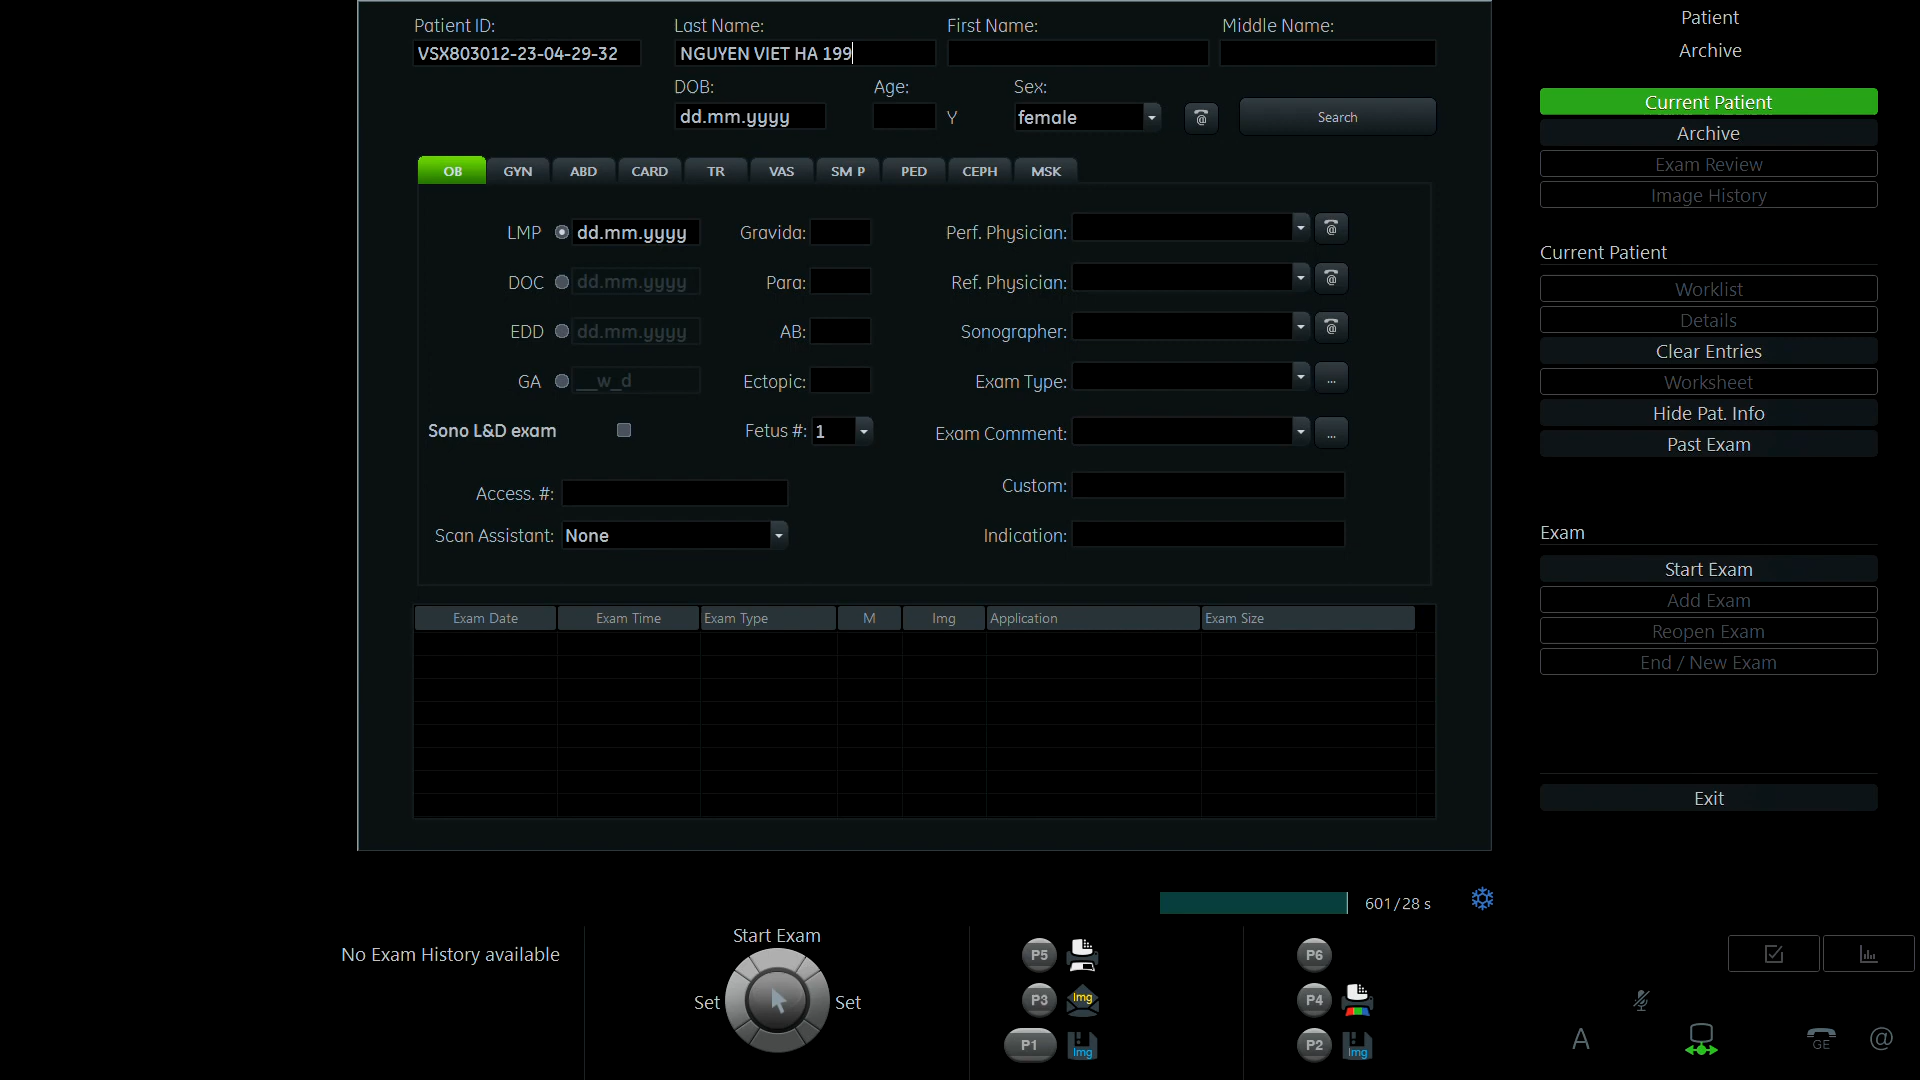 Patient ID: Last Name: First Name: Middle Name:
VSX803012-23-04-29-32 NGUYEN VIET HA 199
DOB: Age: Sex:
dd.mm.yyyy Y female @ Search
OB GYN ABD CARD TR VAS SM P PED CEPH MSK
LMP dd.mm.yyyy Gravida: Perf. Physician: @
DOC dd.mm.yyyy Para: Ref. Physician: @
EDD dd.mm.yyyy AB: Sonographer: @
GA __w_d Ectopic: Exam Type: ...
Sono L&D exam Fetus #: 1 Exam Comment: ...
Access. #: Custom:
Scan Assistant: None Indication:
Exam Date Exam Time Exam Type M Img Application Exam Size
Patient
Archive
Current Patient
Archive
Exam Review
Image History
Current Patient
Worklist
Details
Clear Entries
Worksheet
Hide Pat. Info
Past Exam
Exam
Start Exam
Add Exam
Reopen Exam
End / New Exam
Exit
601/28 s
No Exam History available
Start Exam
Set Set
P5 P6
P3 Img P4
P1 Img P2 Img
A GE @